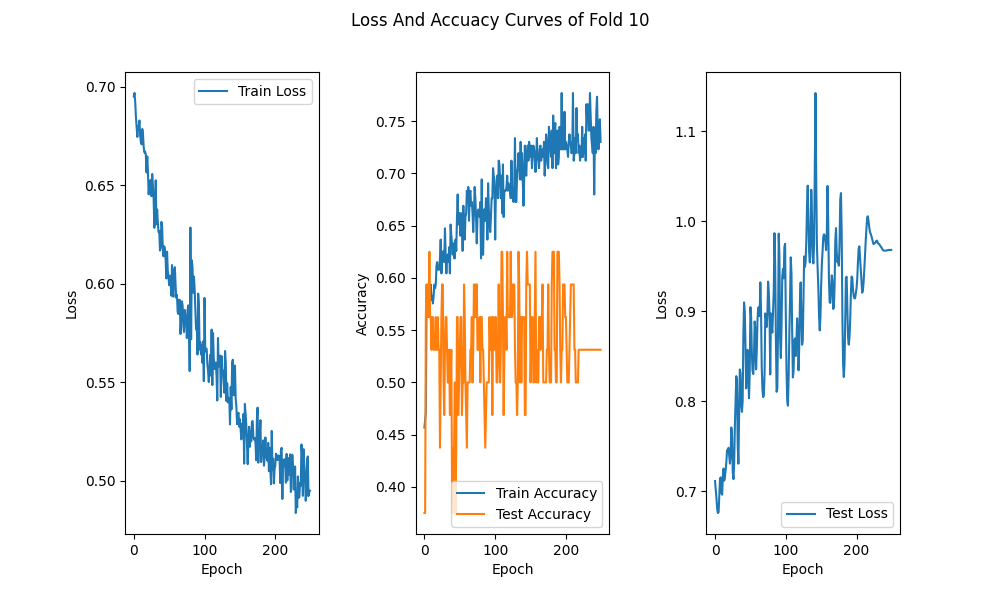 Loss And Accuacy Curves of Fold 10
Loss
0.70
0.65
0.60
0.55
0.50
Train Loss
0 100 200
Epoch
Accuracy
0.75
0.70
0.65
0.60
0.55
0.50
0.45
0.40
Train Accuracy
Test Accuracy
0 100 200
Epoch
Loss
1.1
1.0
0.9
0.8
0.7
Test Loss
0 100 200
Epoch